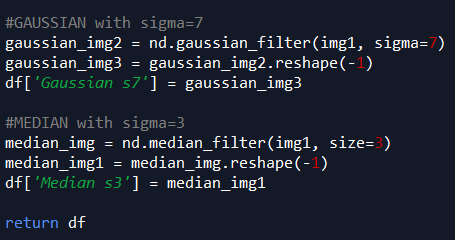 #GAUSSIAN with sigma=7
gaussian_img2 = nd.gaussian_filter(img1, sigma=7)
gaussian_img3 = gaussian_img2.reshape(-1)
df['Gaussian s7'] = gaussian_img3
#MEDIAN with sigma=3
median_img = nd.median_filter(img1, size=3)
median_img1 = median_img.reshape(-1)
df['Median s3'] = median_img1
return df